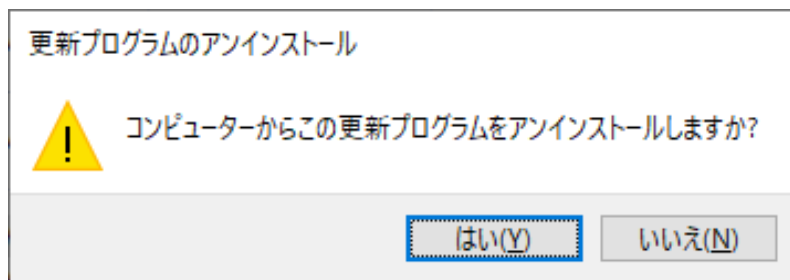 更新プログラムのアンインストール
コンピューターからこの更新プログラムをアンインストールしますか?
はい(Y)
いいえ(N)